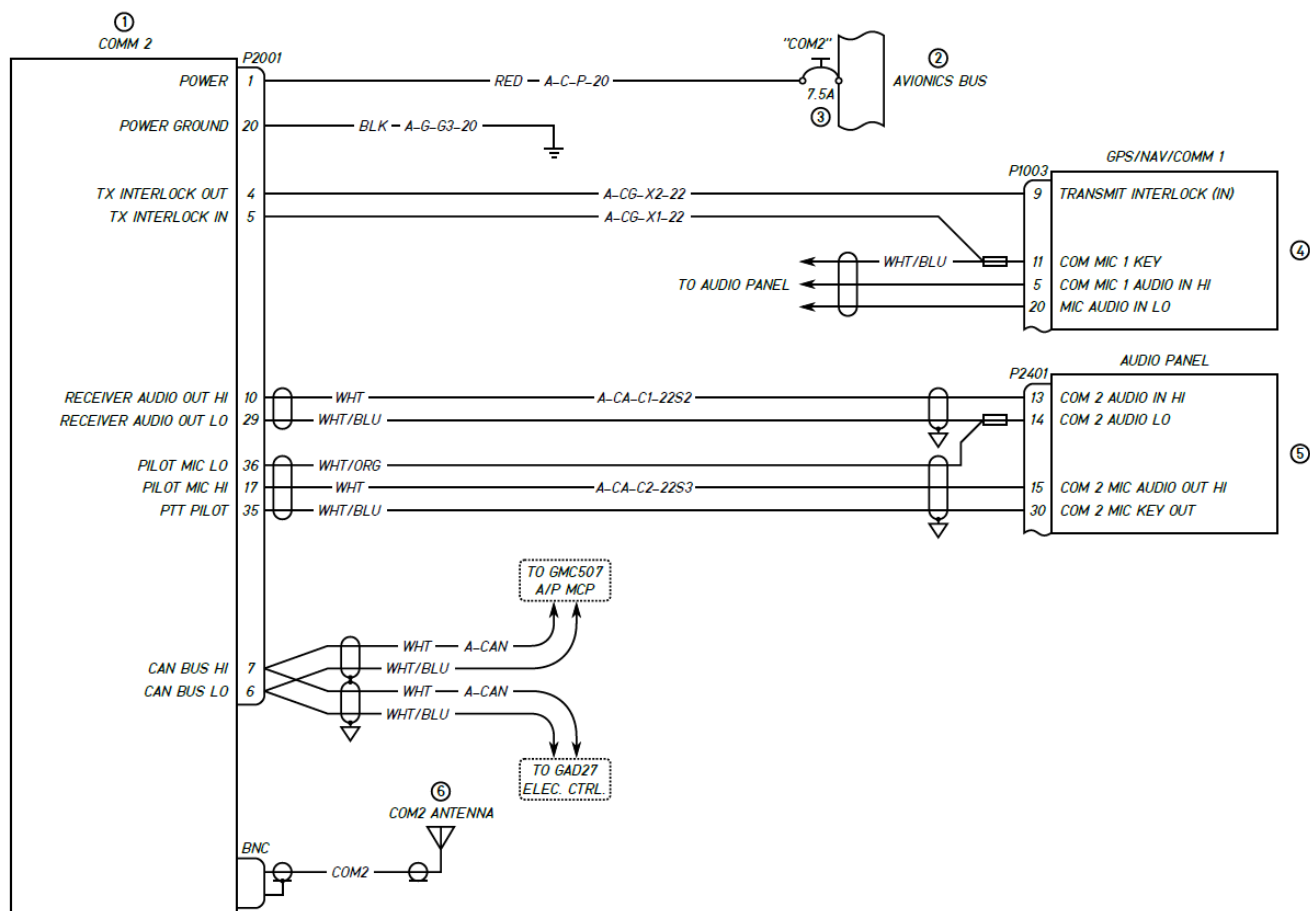 ①
COMM 2
P2001
POWER 1 RED A-C-P-20
"COM2"
7.5A
③
②
AVIONICS BUS
POWER GROUND 20 BLK A-G-G3-20
GPS/NAV/COMM 1
P1003
TX INTERLOCK OUT 4 A-CG-X2-22 9 TRANSMIT INTERLOCK (IN)
TX INTERLOCK IN 5 A-CG-X1-22
WHT/BLU 11 COM MIC 1 KEY
④
TO AUDIO PANEL 5 COM MIC 1 AUDIO IN HI
20 MIC AUDIO IN LO
AUDIO PANEL
P2401
RECEIVER AUDIO OUT HI 10 WHT A-CA-C1-22S2 13 COM 2 AUDIO IN HI
RECEIVER AUDIO OUT LO 29 WHT/BLU 14 COM 2 AUDIO LO
⑤
PILOT MIC LO 36 WHT/ORG
PILOT MIC HI 17 WHT A-CA-C2-22S3 15 COM 2 MIC AUDIO OUT HI
PTT PILOT 35 WHT/BLU 30 COM 2 MIC KEY OUT
TO GMC507
A/P MCP
WHT A-CAN
CAN BUS HI 7 WHT/BLU
CAN BUS LO 6 WHT A-CAN
WHT/BLU
TO GAD27
ELEC. CTRL.
⑥
COM2 ANTENNA
BNC
COM2